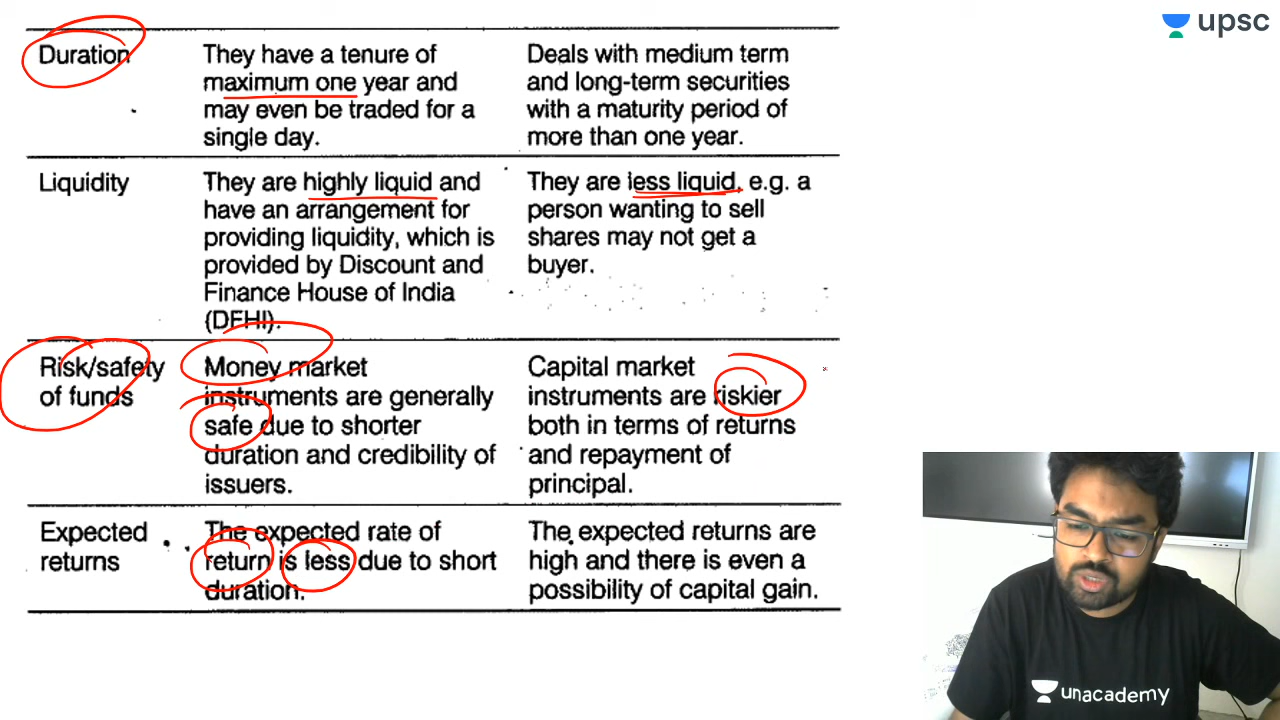 upsc
Duration
They have a tenure of
maximum one year and
may even be traded for a
single day.
Deals with medium term
and long-term securities
with a maturity period of
more than one year.
Liquidity
They are highly liquid and
have an arrangement for
providing liquidity, which is
provided by Discount and
Finance House of India
(DFHI).
They are less liquid, e.g. a
person wanting to sell
shares may not get a
buyer.
Risk/safety
of funds
Money market
instruments are generally
safe due to shorter
duration and credibility of
issuers.
Capital market
instruments are riskier
both in terms of returns
and repayment of
principal.
Expected
returns
The expected rate of
return is less due to short
duration.
The expected returns are
high and there is even a
possibility of capital gain.
unacademy